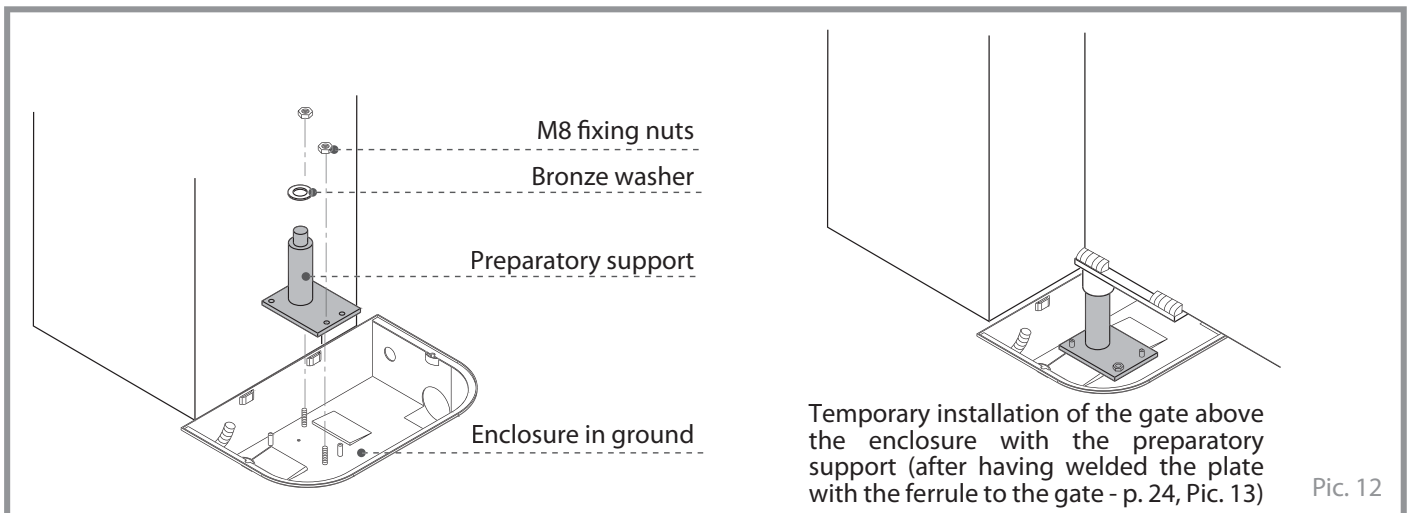 M8 fixing nuts
Bronze washer
Preparatory support
Enclosure in ground
Temporary installation of the gate above
the enclosure with the preparatory
support (after having welded the plate
with the ferrule to the gate - p. 24, Pic. 13)
Pic. 12